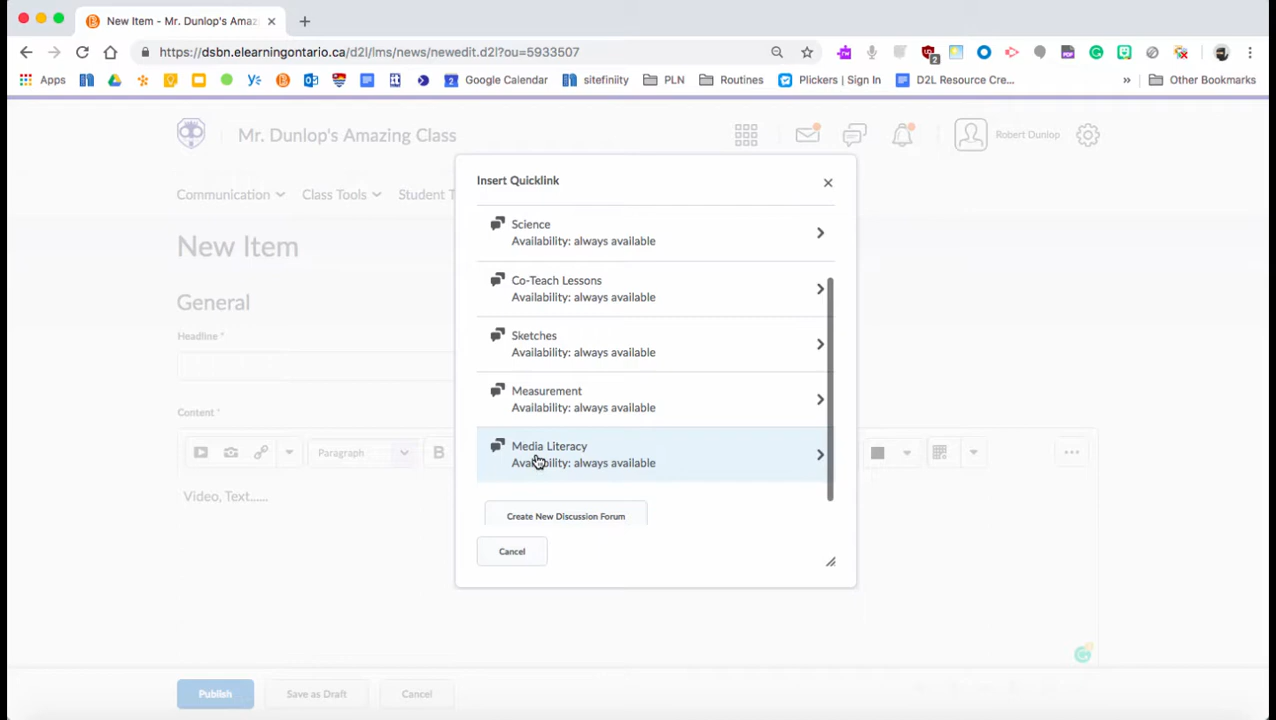 New Item - Mr. Dunlop's Amaz
https://dsbn.elearningontario.ca/d2l/lms/news/newedit.d2l?ou=5933507
2
Apps
Google Calendar
sitefinity
PLN
Routines
Plickers | Sign In
D2L Resource Cre...
Other Bookmarks
Mr. Dunlop's Amazing Class
Robert Dunlop
Communication
Class Tools
Student T
New Item
General
Headline *
Content *
Paragraph
B
Video, Text......
Insert Quicklink
Science
Availability: always available
Co-Teach Lessons
Availability: always available
Sketches
Availability: always available
Measurement
Availability: always available
Media Literacy
Availability: always available
Create New Discussion Forum
Cancel
Publish
Save as Draft
Cancel